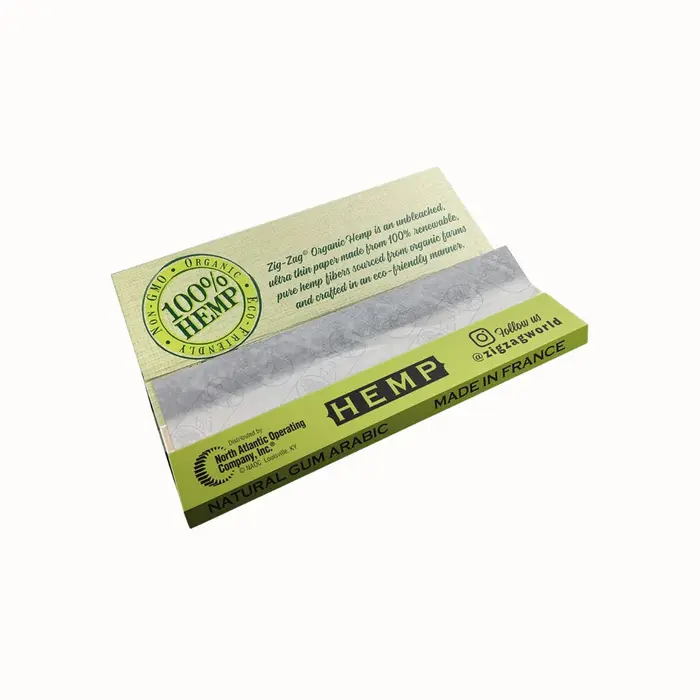 NON-GMO • ORGANIC • ECO-FRIENDLY •
100%
HEMP
Zig-Zag® Organic Hemp is an unbleached,
ultra thin paper made from 100% renewable,
pure hemp fibers sourced from organic farms
and crafted in an eco-friendly manner.
Follow us
@zigzagworld
HEMP
Distributed by
North Atlantic Operating
Company, Inc.®
© NAOC Louisville, KY
NATURAL GUM ARABIC
MADE IN FRANCE